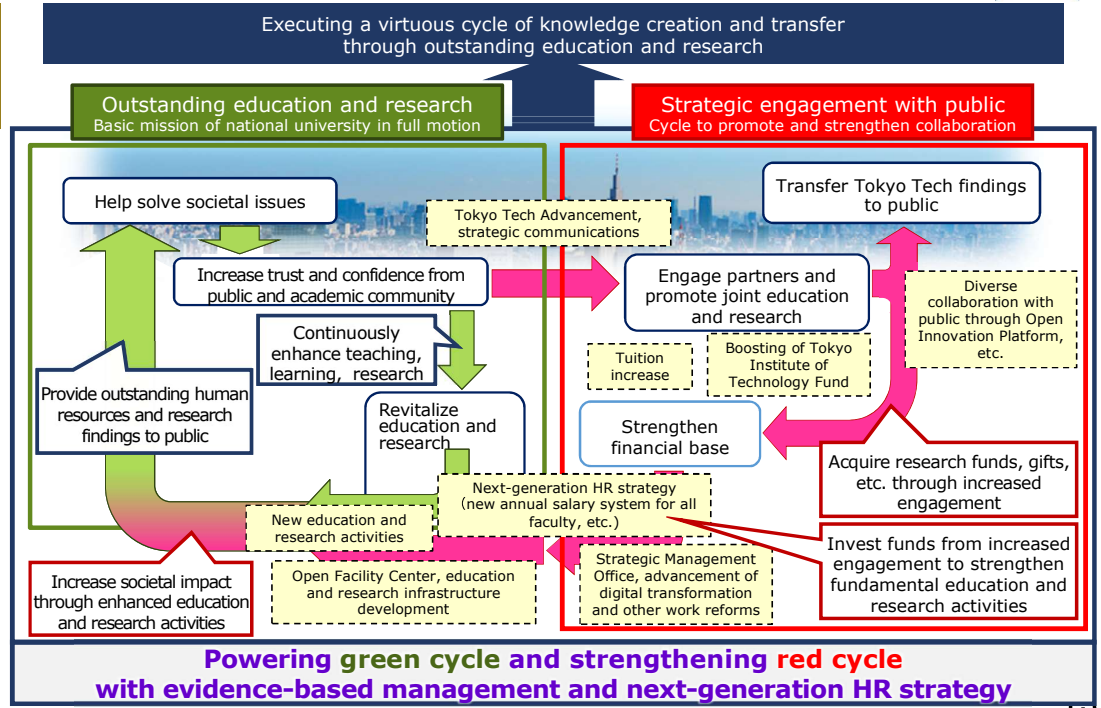 Executing a virtuous cycle of knowledge creation and transfer
through outstanding education and research
Outstanding education and research
Basic mission of national university in full motion
Strategic engagement with public
Cycle to promote and strengthen collaboration
Help solve societal issues
Transfer Tokyo Tech findings
to public
Tokyo Tech Advancement,
strategic communications
Increase trust and confidence from
public and academic community
Engage partners and
promote joint education
and research
Diverse
collaboration with
public through Open
Innovation Platform,
etc.
Continuously
enhance teaching,
learning, research
Tuition
increase
Boosting of Tokyo
Institute of
Technology Fund
Provide outstanding human
resources and research
findings to public
Revitalize
education and
research
Strengthen
financial base
Acquire research funds, gifts,
etc. through increased
engagement
Next-generation HR strategy
(new annual salary system for all
faculty, etc.)
New education and
research activities
Invest funds from increased
engagement to strengthen
fundamental education and
research activities
Strategic Management
Office, advancement of
digital transformation
and other work reforms
Open Facility Center, education
and research infrastructure
development
Increase societal impact
through enhanced education
and research activities
Powering green cycle and strengthening red cycle
with evidence-based management and next-generation HR strategy